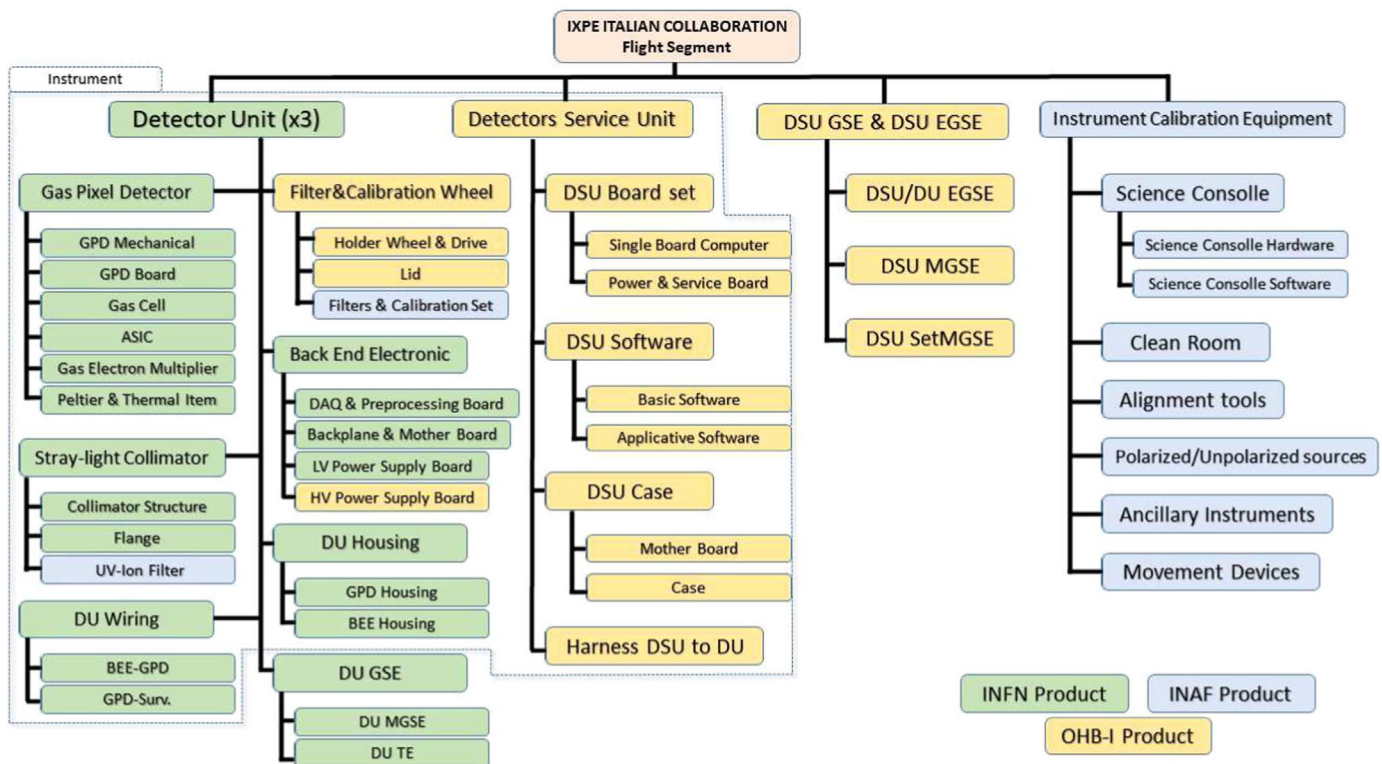 IXPE ITALIAN COLLABORATION
Flight Segment
Instrument
Detector Unit (x3)
Gas Pixel Detector
GPD Mechanical
GPD Board
Gas Cell
ASIC
Gas Electron Multiplier
Peltier & Thermal Item
Stray-light Collimator
Collimator Structure
Flange
UV-Ion Filter
DU Wiring
BEE-GPD
GPD-Surv.
Filter&Calibration Wheel
Holder Wheel & Drive
Lid
Filters & Calibration Set
Back End Electronic
DAQ & Preprocessing Board
Backplane & Mother Board
LV Power Supply Board
HV Power Supply Board
DU Housing
GPD Housing
BEE Housing
DU GSE
DU MGSE
DU TE
Detectors Service Unit
DSU Board set
Single Board Computer
Power & Service Board
DSU Software
Basic Software
Applicative Software
DSU Case
Mother Board
Case
Harness DSU to DU
DSU GSE & DSU EGSE
DSU/DU EGSE
DSU MGSE
DSU SetMGSE
Instrument Calibration Equipment
Science Consolle
Science Consolle Hardware
Science Consolle Software
Clean Room
Alignment tools
Polarized/Unpolarized sources
Ancillary Instruments
Movement Devices
INFN Product
INAF Product
OHB-I Product